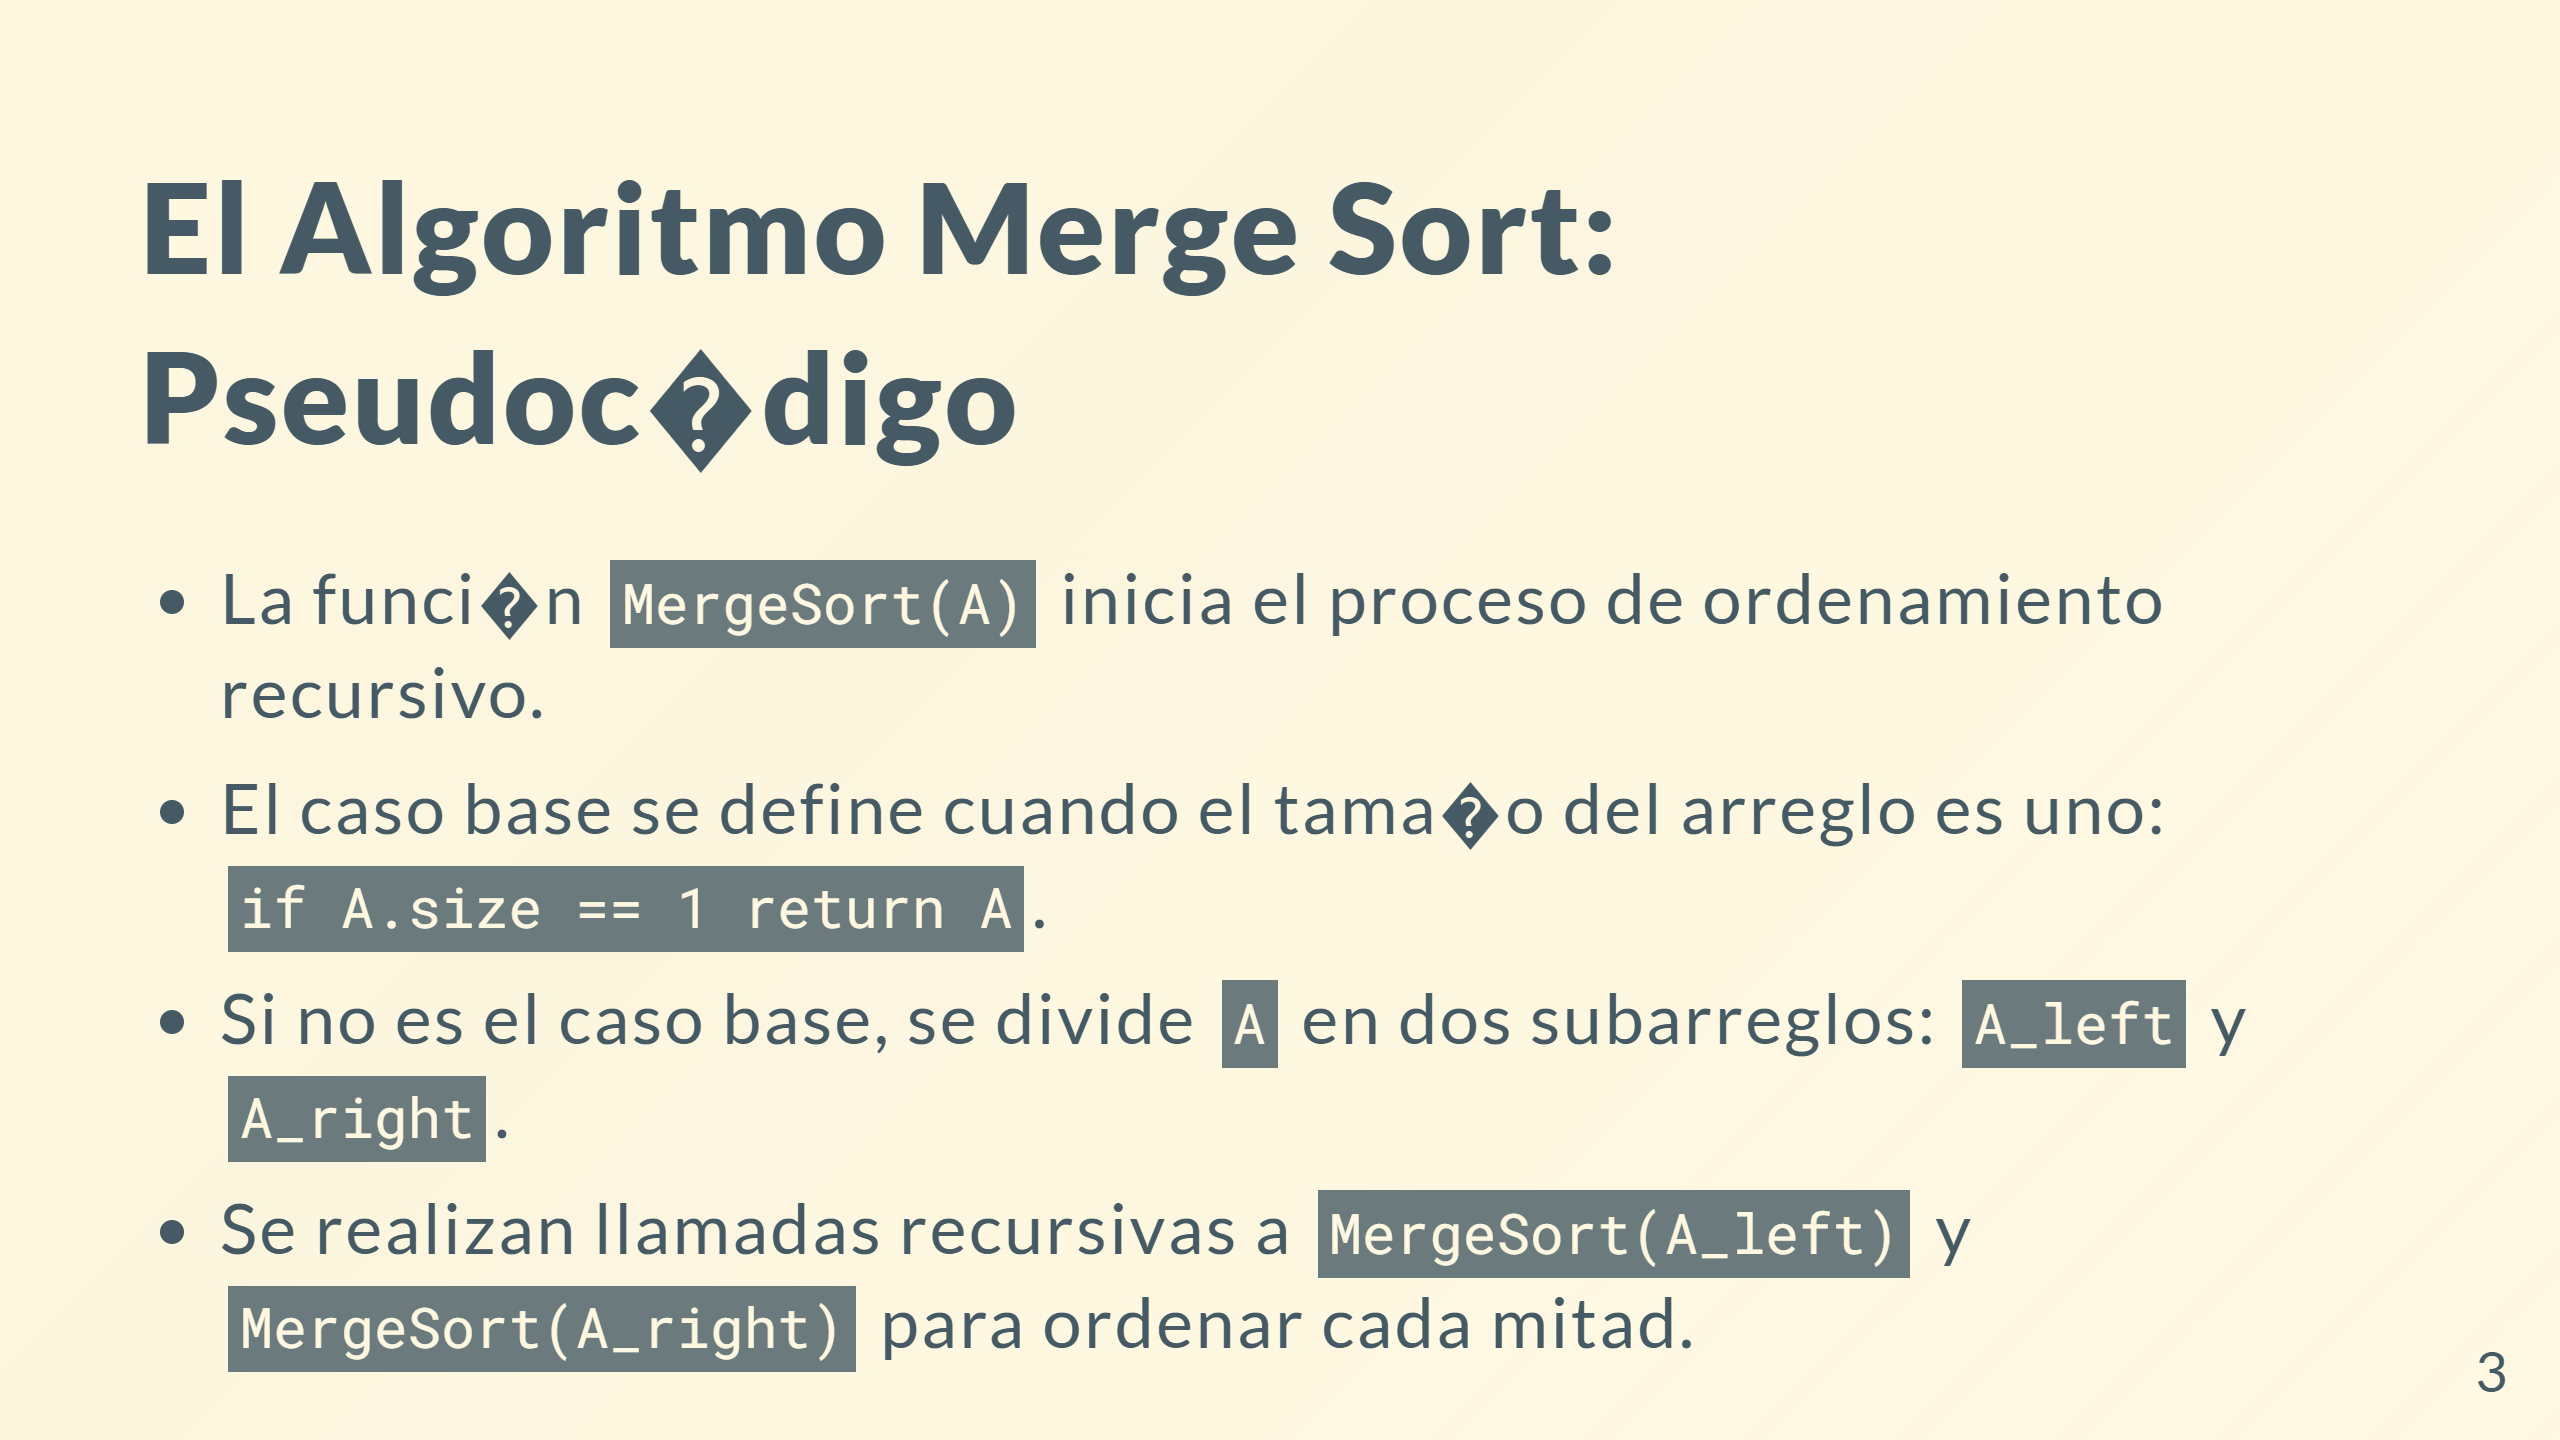 El Algoritmo Merge Sort:
Pseudoc�digo
• La funci�n MergeSort(A) inicia el proceso de ordenamiento
recursivo.
• El caso base se define cuando el tama�o del arreglo es uno:
if A.size == 1 return A.
• Si no es el caso base, se divide A en dos subarreglos: A_left y
A_right.
• Se realizan llamadas recursivas a MergeSort(A_left) y
MergeSort(A_right) para ordenar cada mitad.
3